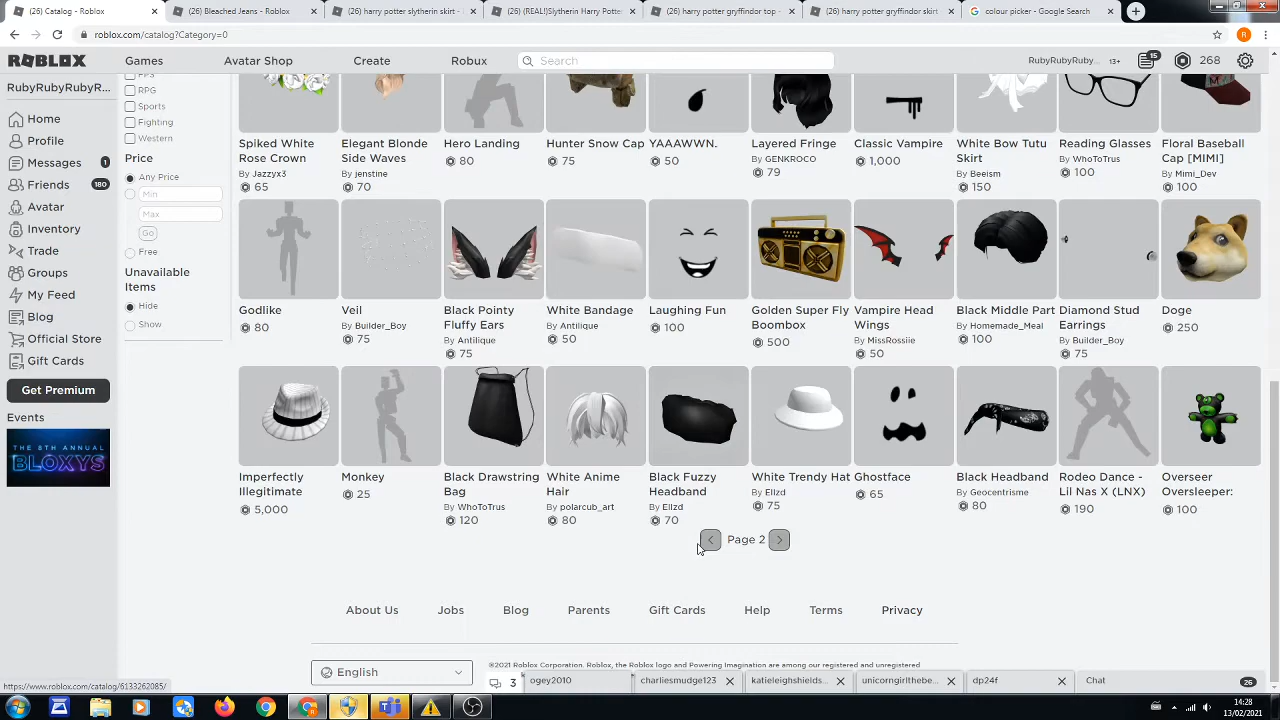 (26) Catalog - Roblox
(26) Bleached Jeans - Roblox
(26) harry potter slytherin skirt -
(26) (REAL!)Slytherin Harry Potter
(26) harry potter gryffindor top -
(26) harry potter gryffindor skirt
colour picker - Google Search
roblox.com/catalog?Category=0
R
ROBLOX
Games
Avatar Shop
Create
Robux
Search
RubyRubyRuby...
13+
15
268
RubyRubyRubyR...
Home
Profile
Messages
1
Friends
180
Avatar
Inventory
Trade
Groups
My Feed
Blog
Official Store
Gift Cards
Get Premium
Events
THE 8TH ANNUAL
BLOXYS
RPG
Sports
Fighting
Western
Price
Any Price
Min
Max
Go
Free
Unavailable
Items
Hide
Show
Spiked White
Rose Crown
By Jazzyx3
65
Elegant Blonde
Side Waves
By jenstine
70
Hero Landing
80
Hunter Snow Cap
75
YAAAWWN.
50
Layered Fringe
By GENKROCO
79
Classic Vampire
1,000
White Bow Tutu
Skirt
By Beeism
150
Reading Glasses
By WhoToTrus
100
Floral Baseball
Cap [MIMI]
By Mimi_Dev
100
Godlike
80
Veil
By Builder_Boy
75
Black Pointy
Fluffy Ears
By Antilique
75
White Bandage
By Antilique
50
Laughing Fun
100
Golden Super Fly
Boombox
500
Vampire Head
Wings
By MissRossiie
50
Black Middle Part
By Homemade_Meal
100
Diamond Stud
Earrings
By Builder_Boy
75
Doge
250
Imperfectly
Illegitimate
5,000
Monkey
25
Black Drawstring
Bag
By WhoToTrus
120
White Anime
Hair
By polarcub_art
80
Black Fuzzy
Headband
By Ellzd
70
White Trendy Hat
By Ellzd
75
Ghostface
65
Black Headband
By Geocentrisme
80
Rodeo Dance -
Lil Nas X (LNX)
190
Overseer
Oversleeper:
100
Page 2
About Us
Jobs
Blog
Parents
Gift Cards
Help
Terms
Privacy
English
©2021 Roblox Corporation. Roblox, the Roblox logo and Powering Imagination are among our registered and unregistered
3
ogey2010
charliesmudge123
katieleighshields...
unicorngirlthebe...
dp24f
Chat
26
https://www.roblox.com/catalog/6133262085/
14:28
13/02/2021